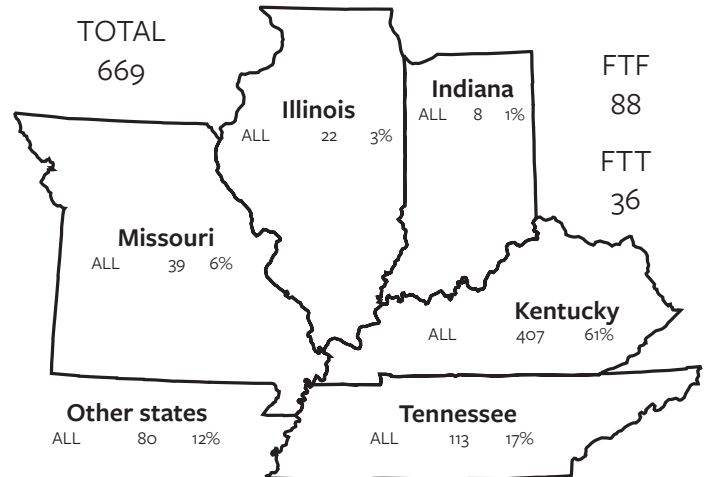 TOTAL
669
FTF
88
FTT
36
Illinois
ALL 22 3%
Indiana
ALL 8 1%
Missouri
ALL 39 6%
Kentucky
ALL 407 61%
Other states
ALL 80 12%
Tennessee
ALL 113 17%